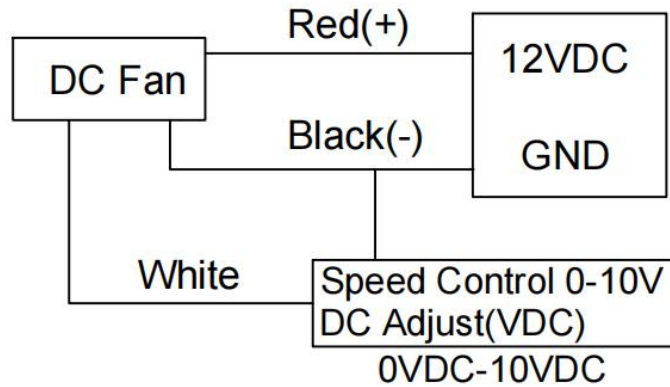 Red(+)
12VDC
DC Fan
Black(-)
GND
White
Speed Control 0-10V
DC Adjust(VDC)
0VDC-10VDC